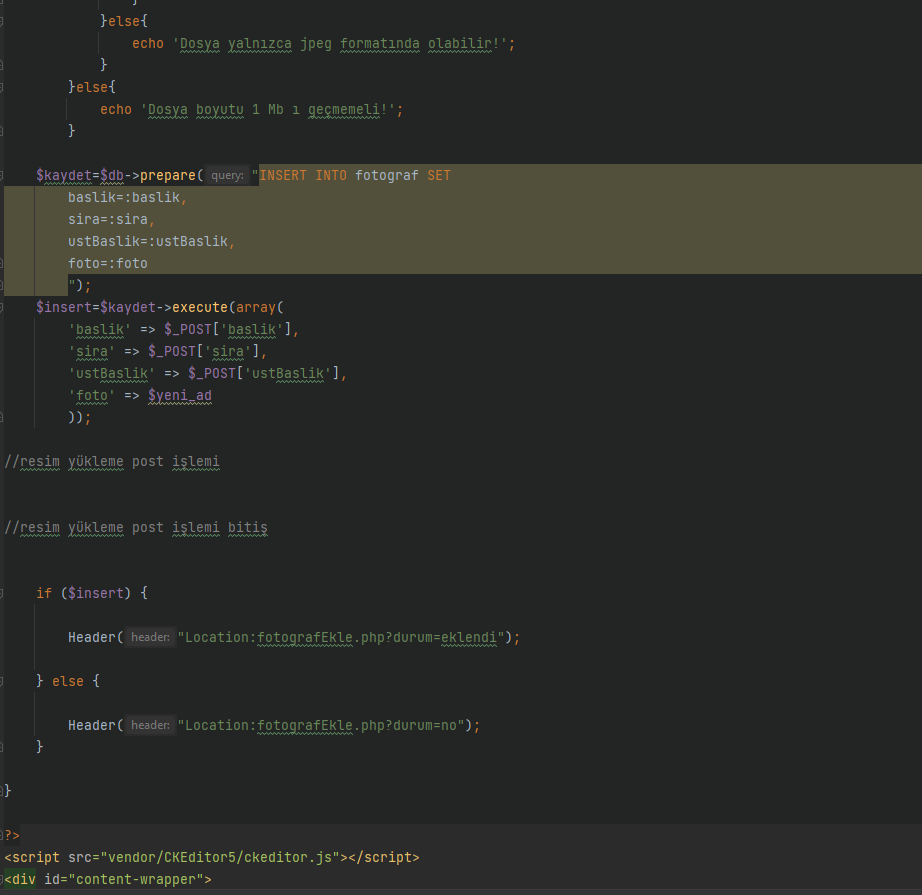 }
}else{
echo 'Dosya yalnızca jpeg formatında olabilir!';
}
}else{
echo 'Dosya boyutu 1 Mb ı geçmemeli!';
}
$kaydet=$db->prepare( query: "INSERT INTO fotograf SET
baslik=:baslik,
sira=:sira,
ustBaslik=:ustBaslik,
foto=:foto
");
$insert=$kaydet->execute(array(
'baslik' => $_POST['baslik'],
'sira' => $_POST['sira'],
'ustBaslik' => $_POST['ustBaslik'],
'foto' => $yeni_ad
));
//resim yükleme post işlemi
//resim yükleme post işlemi bitiş
if ($insert) {
Header( header: "Location:fotografEkle.php?durum=eklendi");
} else {
Header( header: "Location:fotografEkle.php?durum=no");
}
}
?>
<script src="vendor/CKEditor5/ckeditor.js"></script>
<div id="content-wrapper">